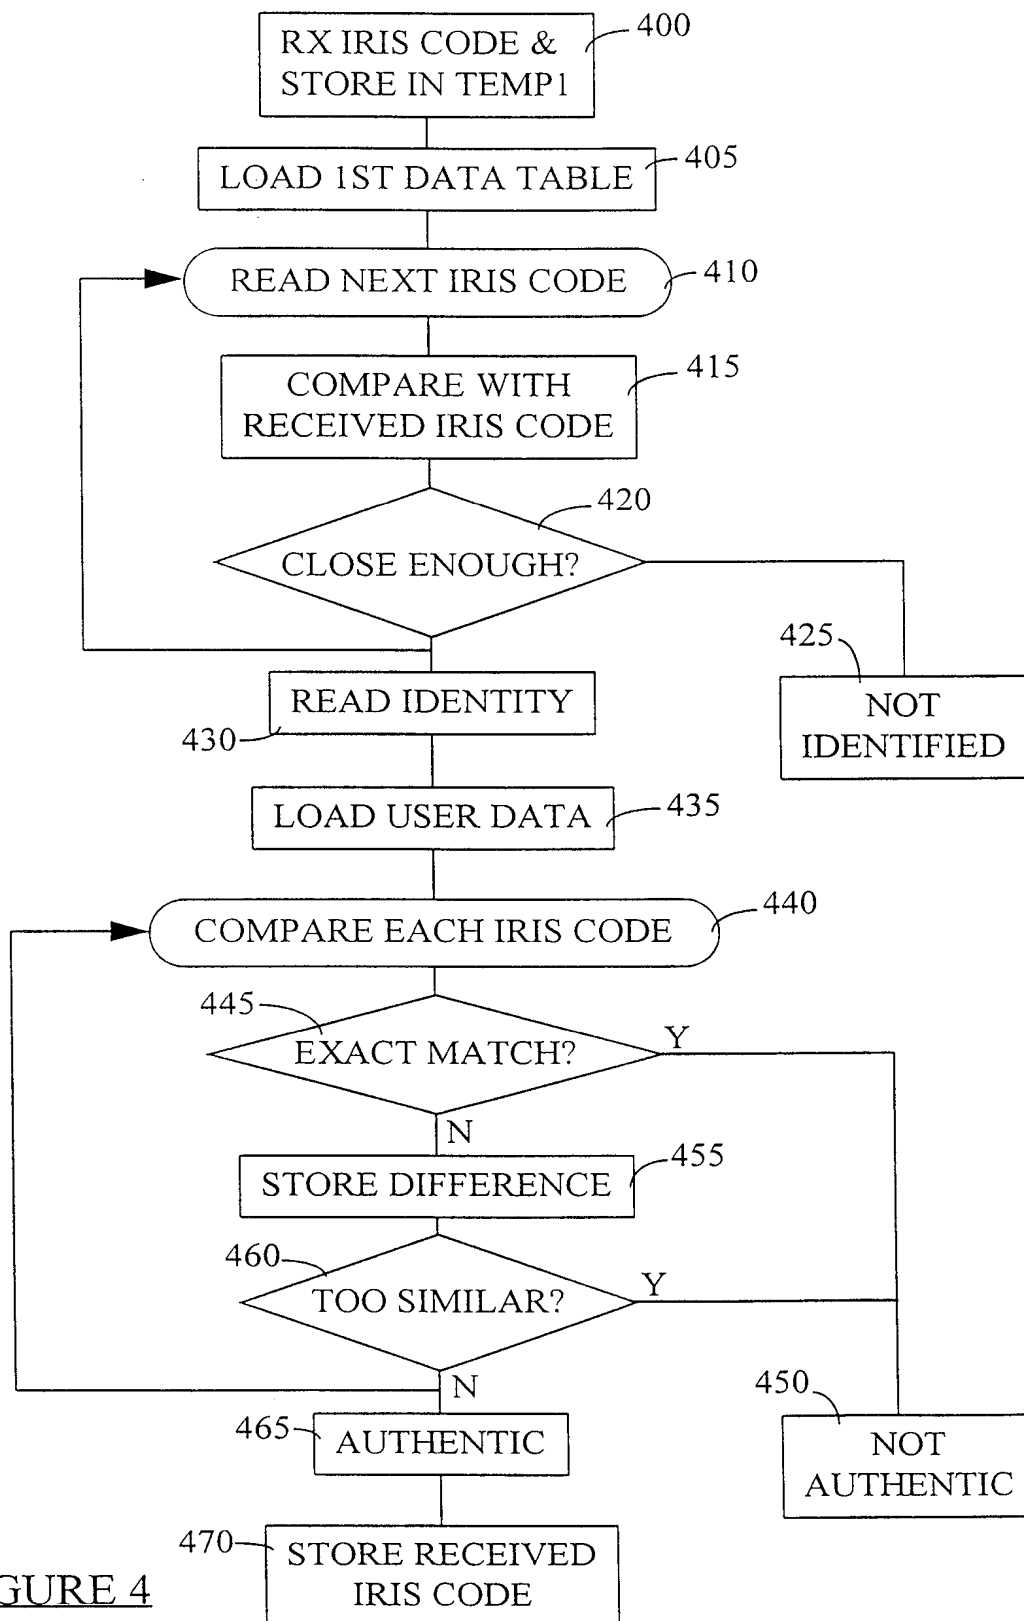 400
RX IRIS CODE &
STORE IN TEMP1
405
LOAD 1ST DATA TABLE
READ NEXT IRIS CODE
410
415
COMPARE WITH
RECEIVED IRIS CODE
420
CLOSE ENOUGH?
425
NOT
IDENTIFIED
READ IDENTITY
430
435
LOAD USER DATA
440
COMPARE EACH IRIS CODE
445
EXACT MATCH?
Y
N
455
STORE DIFFERENCE
460
TOO SIMILAR?
Y
N
450
NOT
AUTHENTIC
465
AUTHENTIC
470
STORE RECEIVED
IRIS CODE
GURE 4